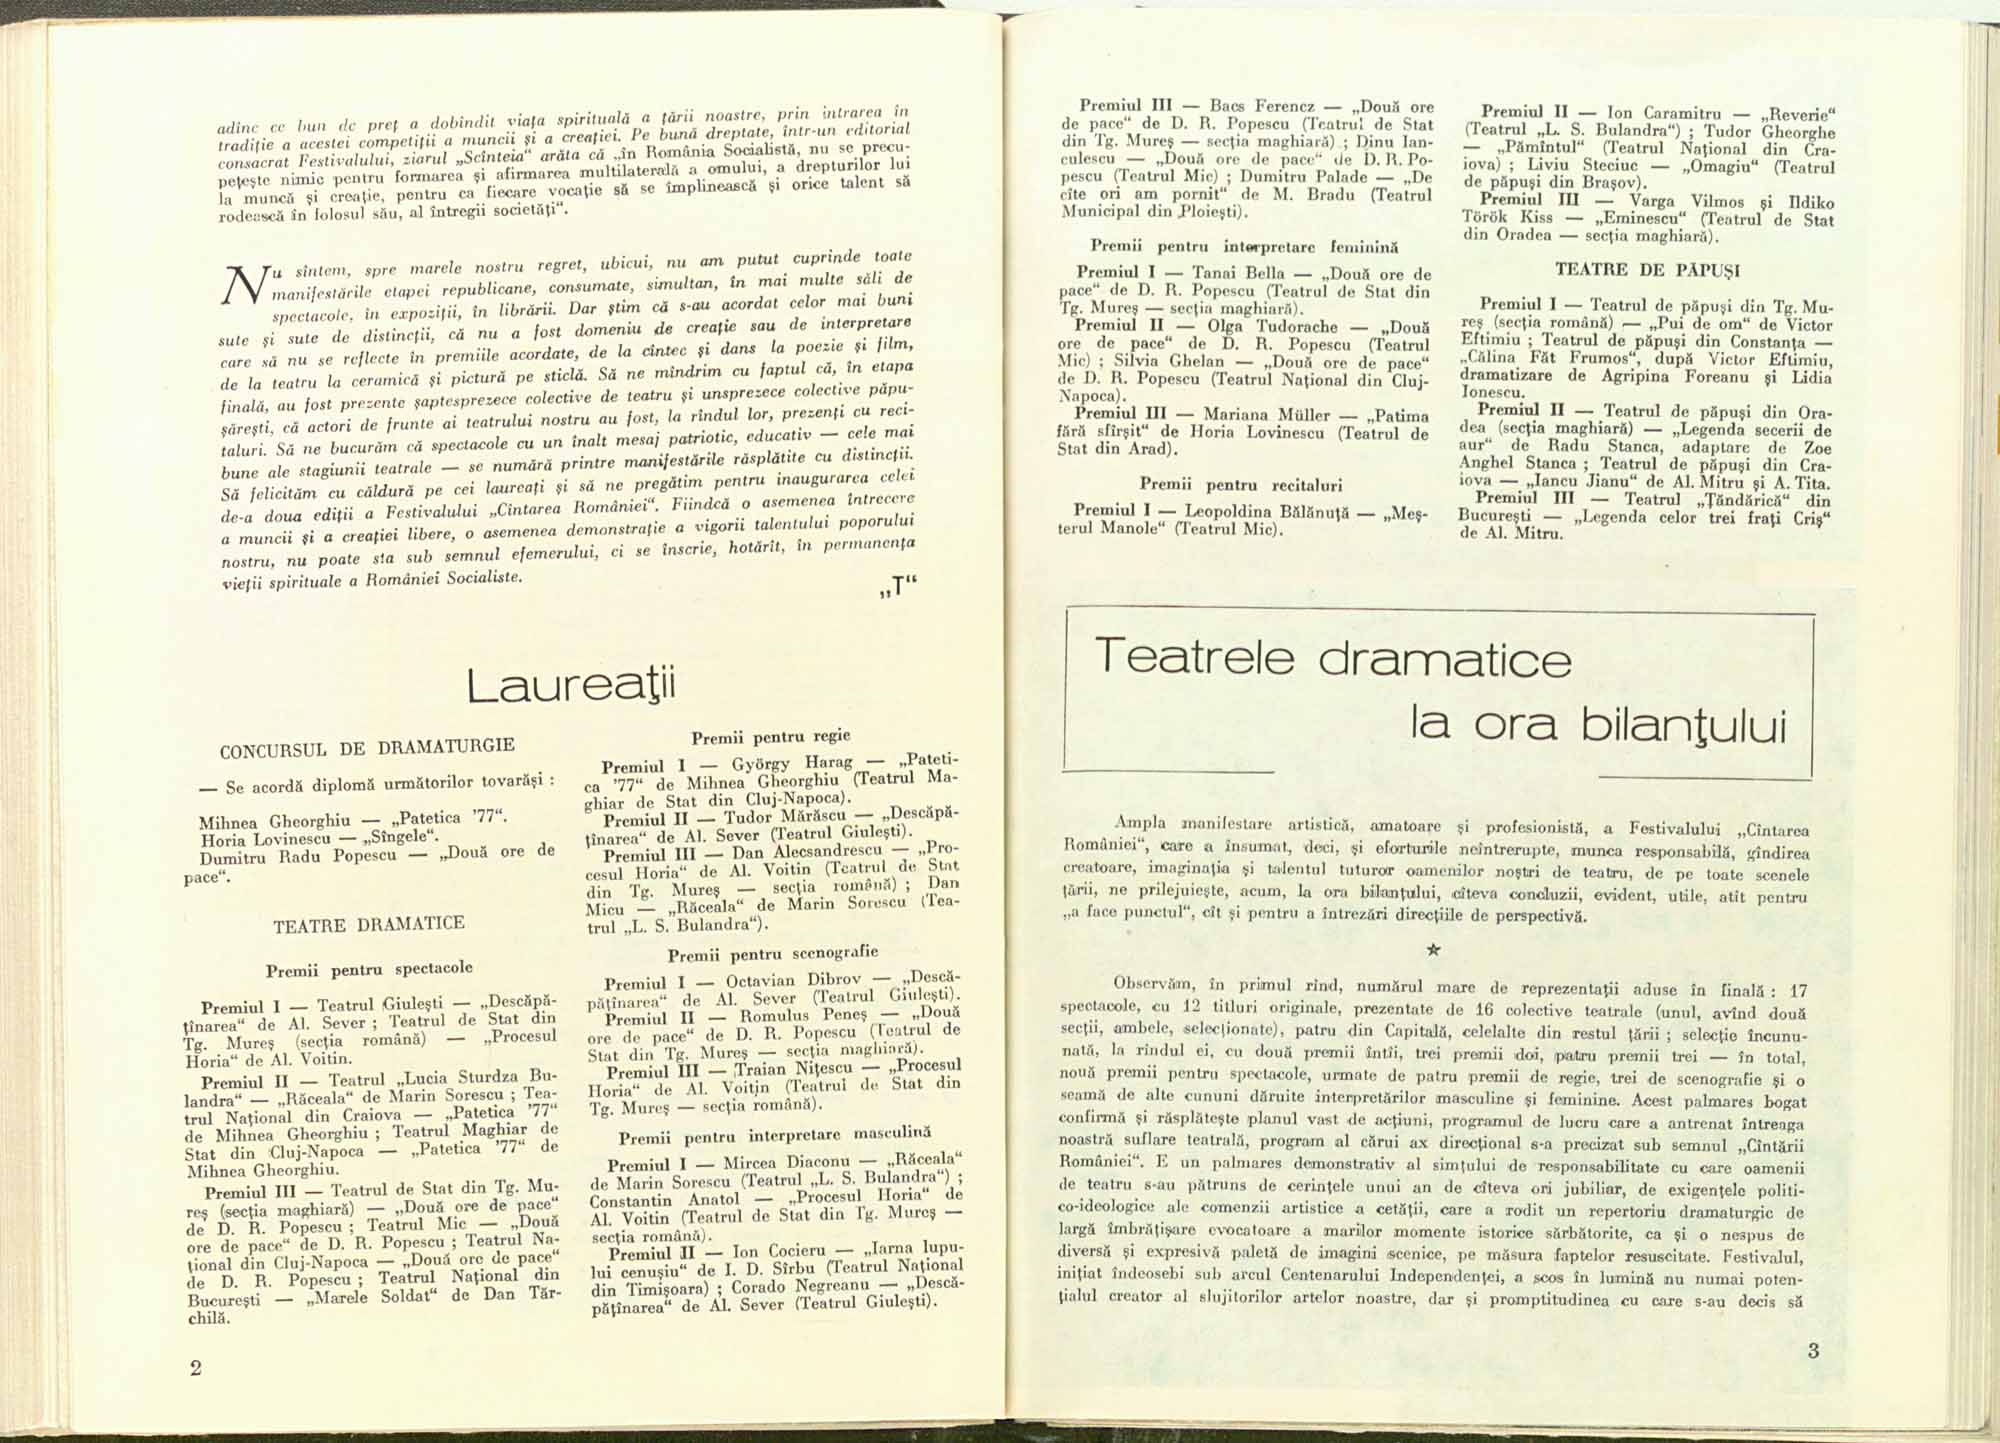 adînc ce bun de preț a dobîndit viața spirituală a țării noastre, prin intrarea în
tradiție a acestei competiții a muncii și a creației. Pe bună dreptate, într-un editorial
consacrat Festivalului, ziarul „Scînteia“ arăta că „în România Socialistă, nu se precu-
pețește nimic pentru formarea și afirmarea multilaterală a omului, a drepturilor lui
la muncă și creație, pentru ca fiecare vocație să se împlinească și orice talent să
rodească în folosul său, al întregii societăți“.
Nu sîntem, spre marele nostru regret, ubicui, nu am putut cuprinde toate
manifestările etapei republicane, consumate, simultan, în mai multe săli de
spectacole, în expoziții, în librării. Dar știm că s-au acordat celor mai buni
sute și sute de distincții, că nu a fost domeniu de creație sau de interpretare
care să nu se reflecte în premiile acordate, de la cîntec și dans la poezie și film,
de la teatru la ceramică și pictură pe sticlă. Să ne mîndrim cu faptul că, în etapa
finală, au fost prezente șaptesprezece colective de teatru și unsprezece colective păpu-
șărești, că actori de frunte ai teatrului nostru au fost, la rîndul lor, prezenți cu reci-
taluri. Să ne bucurăm că spectacole cu un înalt mesaj patriotic, educativ — cele mai
bune ale stagiunii teatrale — se numără printre manifestările răsplătite cu distincții.
Să felicităm cu căldură pe cei laureați și să ne pregătim pentru inaugurarea celei
de-a doua ediții a Festivalului „Cîntarea României“. Fiindcă o asemenea întrecere
a muncii și a creației libere, o asemenea demonstrație a vigorii talentului poporului
nostru, nu poate sta sub semnul efemerului, ci se înscrie, hotărît, în permanența
vieții spirituale a României Socialiste.
„T“
Laureații
CONCURSUL DE DRAMATURGIE
— Se acordă diplomă următorilor tovarăși :
Mihnea Gheorghiu — „Patetica ’77“.
Horia Lovinescu — „Sîngele“.
Dumitru Radu Popescu — „Două ore de
pace“.
TEATRE DRAMATICE
Premii pentru spectacole
Premiul I — Teatrul Giulești — „Descăpă-
țînarea“ de Al. Sever ; Teatrul de Stat din
Tg. Mureș (secția română) — „Procesul
Horia“ de Al. Voitin.
Premiul II — Teatrul „Lucia Sturdza Bu-
landra“ — „Răceala“ de Marin Sorescu ; Tea-
trul Național din Craiova — „Patetica ’77“
de Mihnea Gheorghiu ; Teatrul Maghiar de
Stat din Cluj-Napoca — „Patetica ’77“ de
Mihnea Gheorghiu.
Premiul III — Teatrul de Stat din Tg. Mu-
reș (secția maghiară) — „Două ore de pace“
de D. R. Popescu ; Teatrul Mic — „Două
ore de pace“ de D. R. Popescu ; Teatrul Na-
țional din Cluj-Napoca — „Două ore de pace“
de D. R. Popescu ; Teatrul Național din
București — „Marele Soldat“ de Dan Tăr-
chilă.
2
Premii pentru regie
Premiul I — György Harag — „Pateti-
ca ’77“ de Mihnea Gheorghiu (Teatrul Ma-
ghiar de Stat din Cluj-Napoca).
Premiul II — Tudor Mărăscu — „Descăpă-
țînarea“ de Al. Sever (Teatrul Giulești).
Premiul III — Dan Alecsandrescu — „Pro-
cesul Horia“ de Al. Voitin (Teatrul de Stat
din Tg. Mureș — secția română) ; Dan
Micu — „Răceala“ de Marin Sorescu (Tea-
trul „L. S. Bulandra“).
Premii pentru scenografie
Premiul I — Octavian Dibrov — „Descă-
pățînarea“ de Al. Sever (Teatrul Giulești).
Premiul II — Romulus Peneș — „Două
ore de pace“ de D. R. Popescu (Teatrul de
Stat din Tg. Mureș — secția maghiară).
Premiul III — Traian Nițescu — „Procesul
Horia“ de Al. Voitin (Teatrul de Stat din
Tg. Mureș — secția română).
Premii pentru interpretare masculină
Premiul I — Mircea Diaconu — „Răceala“
de Marin Sorescu (Teatrul „L. S. Bulandra“) ;
Constantin Anatol — „Procesul Horia“ de
Al. Voitin (Teatrul de Stat din Tg. Mureș —
secția română).
Premiul II — Ion Cocieru — „Iarna lupu-
lui cenușiu“ de I. D. Sîrbu (Teatrul Național
din Timișoara) ; Corado Negreanu — „Descă-
pățînarea“ de Al. Sever (Teatrul Giulești).
Premiul III — Bacs Ferencz — „Două ore
de pace“ de D. R. Popescu (Teatrul de Stat
din Tg. Mureș — secția maghiară) ; Dinu Ian-
culescu — „Două ore de pace“ de D. R. Po-
pescu (Teatrul Mic) ; Dumitru Palade — „De
cîte ori am pornit“ de M. Bradu (Teatrul
Municipal din Ploiești).
Premii pentru interpretare feminină
Premiul I — Tanai Bella — „Două ore de
pace“ de D. R. Popescu (Teatrul de Stat din
Tg. Mureș — secția maghiară).
Premiul II — Olga Tudorache — „Două
ore de pace“ de D. R. Popescu (Teatrul
Mic) ; Silvia Ghelan — „Două ore de pace“
de D. R. Popescu (Teatrul Național din Cluj-
Napoca).
Premiul III — Mariana Müller — „Patima
fără sfîrșit“ de Horia Lovinescu (Teatrul de
Stat din Arad).
Premii pentru recitaluri
Premiul I — Leopoldina Bălănuță — „Meș-
terul Manole“ (Teatrul Mic).
Premiul II — Ion Caramitru — „Reverie“
(Teatrul „L. S. Bulandra“) ; Tudor Gheorghe
— „Pămîntul“ (Teatrul Național din Cra-
iova) ; Liviu Steciuc — „Omagiu“ (Teatrul
de păpuși din Brașov).
Premiul III — Varga Vilmos și Ildiko
Török Kiss — „Eminescu“ (Teatrul de Stat
din Oradea — secția maghiară).
TEATRE DE PĂPUȘI
Premiul I — Teatrul de păpuși din Tg. Mu-
reș (secția română) — „Pui de om“ de Victor
Eftimiu ; Teatrul de păpuși din Constanța —
„Călina Făt Frumos“, după Victor Eftimiu,
dramatizare de Agripina Foreanu și Lidia
Ionescu.
Premiul II — Teatrul de păpuși din Ora-
dea (secția maghiară) — „Legenda secerii de
aur“ de Radu Stanca, adaptare de Zoe
Anghel Stanca ; Teatrul de păpuși din Cra-
iova — „Iancu Jianu“ de Al. Mitru și A. Tita.
Premiul III — Teatrul „Țăndărică“ din
București — „Legenda celor trei frați Criș“
de Al. Mitru.
Teatrele dramatice
la ora bilanțului
Ampla manifestare artistică, amatoare și profesionistă, a Festivalului „Cîntarea
României“, care a însumat, deci, și eforturile neîntrerupte, munca responsabilă, gîndirea
creatoare, imaginația și talentul tuturor oamenilor noștri de teatru, de pe toate scenele
țării, ne prilejuiește, acum, la ora bilanțului, cîteva concluzii, evident, utile, atît pentru
„a face punctul“, cît și pentru a întrezări direcțiile de perspectivă.
★
Observăm, în primul rînd, numărul mare de reprezentații aduse în finală : 17
spectacole, cu 12 titluri originale, prezentate de 16 colective teatrale (unul, avînd două
secții, ambele, selecționate), patru din Capitală, celelalte din restul țării ; selecție încunu-
nată, la rîndul ei, cu două premii întîi, trei premii doi, patru premii trei — în total,
nouă premii pentru spectacole, urmate de patru premii de regie, trei de scenografie și o
seamă de alte cununi dăruite interpretărilor masculine și feminine. Acest palmares bogat
confirmă și răsplătește planul vast de acțiuni, programul de lucru care a antrenat întreaga
noastră suflare teatrală, program al cărui ax direcțional s-a precizat sub semnul „Cîntării
României“. E un palmares demonstrativ al simțului de responsabilitate cu care oamenii
de teatru s-au pătruns de cerințele unui an de cîteva ori jubiliar, de exigențele politi-
co-ideologice ale comenzii artistice a cetății, care a rodit un repertoriu dramaturgic de
largă îmbrățișare evocatoare a marilor momente istorice sărbătorite, ca și o nespus de
diversă și expresivă paletă de imagini scenice, pe măsura faptelor resuscitate. Festivalul,
inițiat îndeosebi sub arcul Centenarului Independenței, a scos în lumină nu numai poten-
țialul creator al slujitorilor artelor noastre, dar și promptitudinea cu care s-au decis să
3